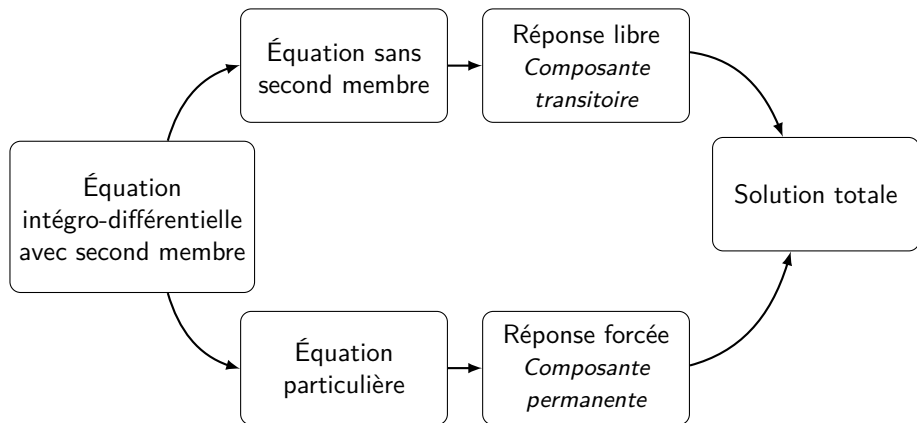 Équation sans
second membre
Réponse libre
Composante
transitoire
Équation
intégro-différentielle
avec second membre
Solution totale
Équation
particulière
Réponse forcée
Composante
permanente